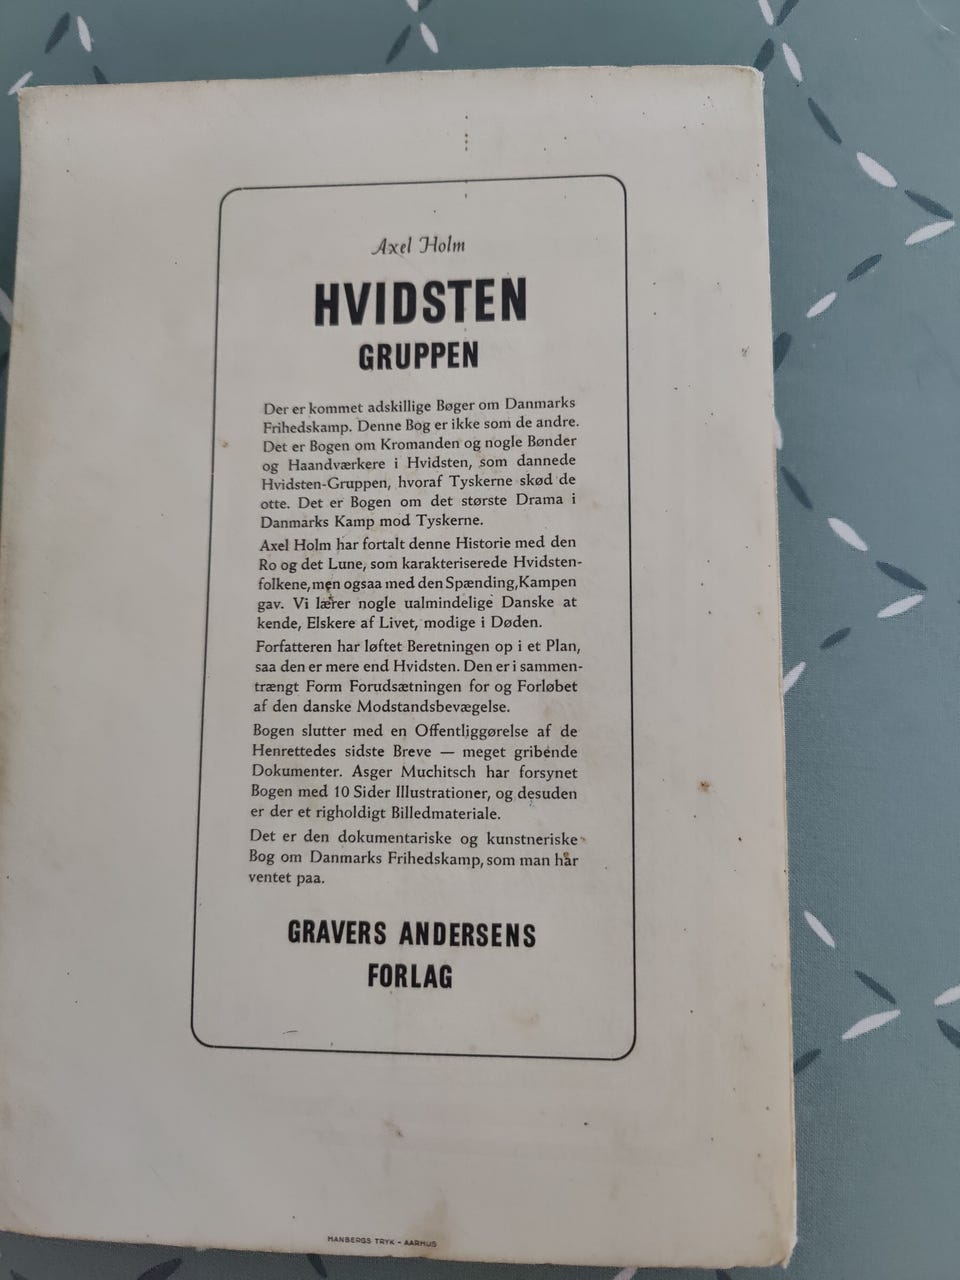 Axel Holm
HVIDSTEN
GRUPPEN
Der er kommet adskillige Bøger om Danmarks
Frihedskamp. Denne Bog er ikke som de andre.
Det er Bogen om Kromanden og nogle Bønder
og Haandværkere i Hvidsten, som dannede
Hvidsten-Gruppen, hvoraf Tyskerne skød de
otte. Det er Bogen om det største Drama i
Danmarks Kamp mod Tyskerne.
Axel Holm har fortalt denne Historie med den
Ro og det Lune, som karakteriserede Hvidsten-
folkene, men ogsaa med den Spænding, Kampen
gav. Vi lærer nogle ualmindelige Danske at
kende, Elskere af Livet, modige i Døden.
Forfatteren har løftet Beretningen op i et Plan,
saa den er mere end Hvidsten. Den er i sammen-
trængt Form Forudsætningen for og Forløbet
af den danske Modstandsbevægelse.
Bogen slutter med en Offentliggørelse af de
Henrettedes sidste Breve — meget gribende
Dokumenter. Asger Muchitsch har forsynet
Bogen med 10 Sider Illustrationer, og desuden
er der et righoldigt Billedmateriale.
Det er den dokumentariske og kunstneriske
Bog om Danmarks Frihedskamp, som man har
ventet paa.
GRAVERS ANDERSENS
FORLAG
MANBERGS TRYK - AARHUS